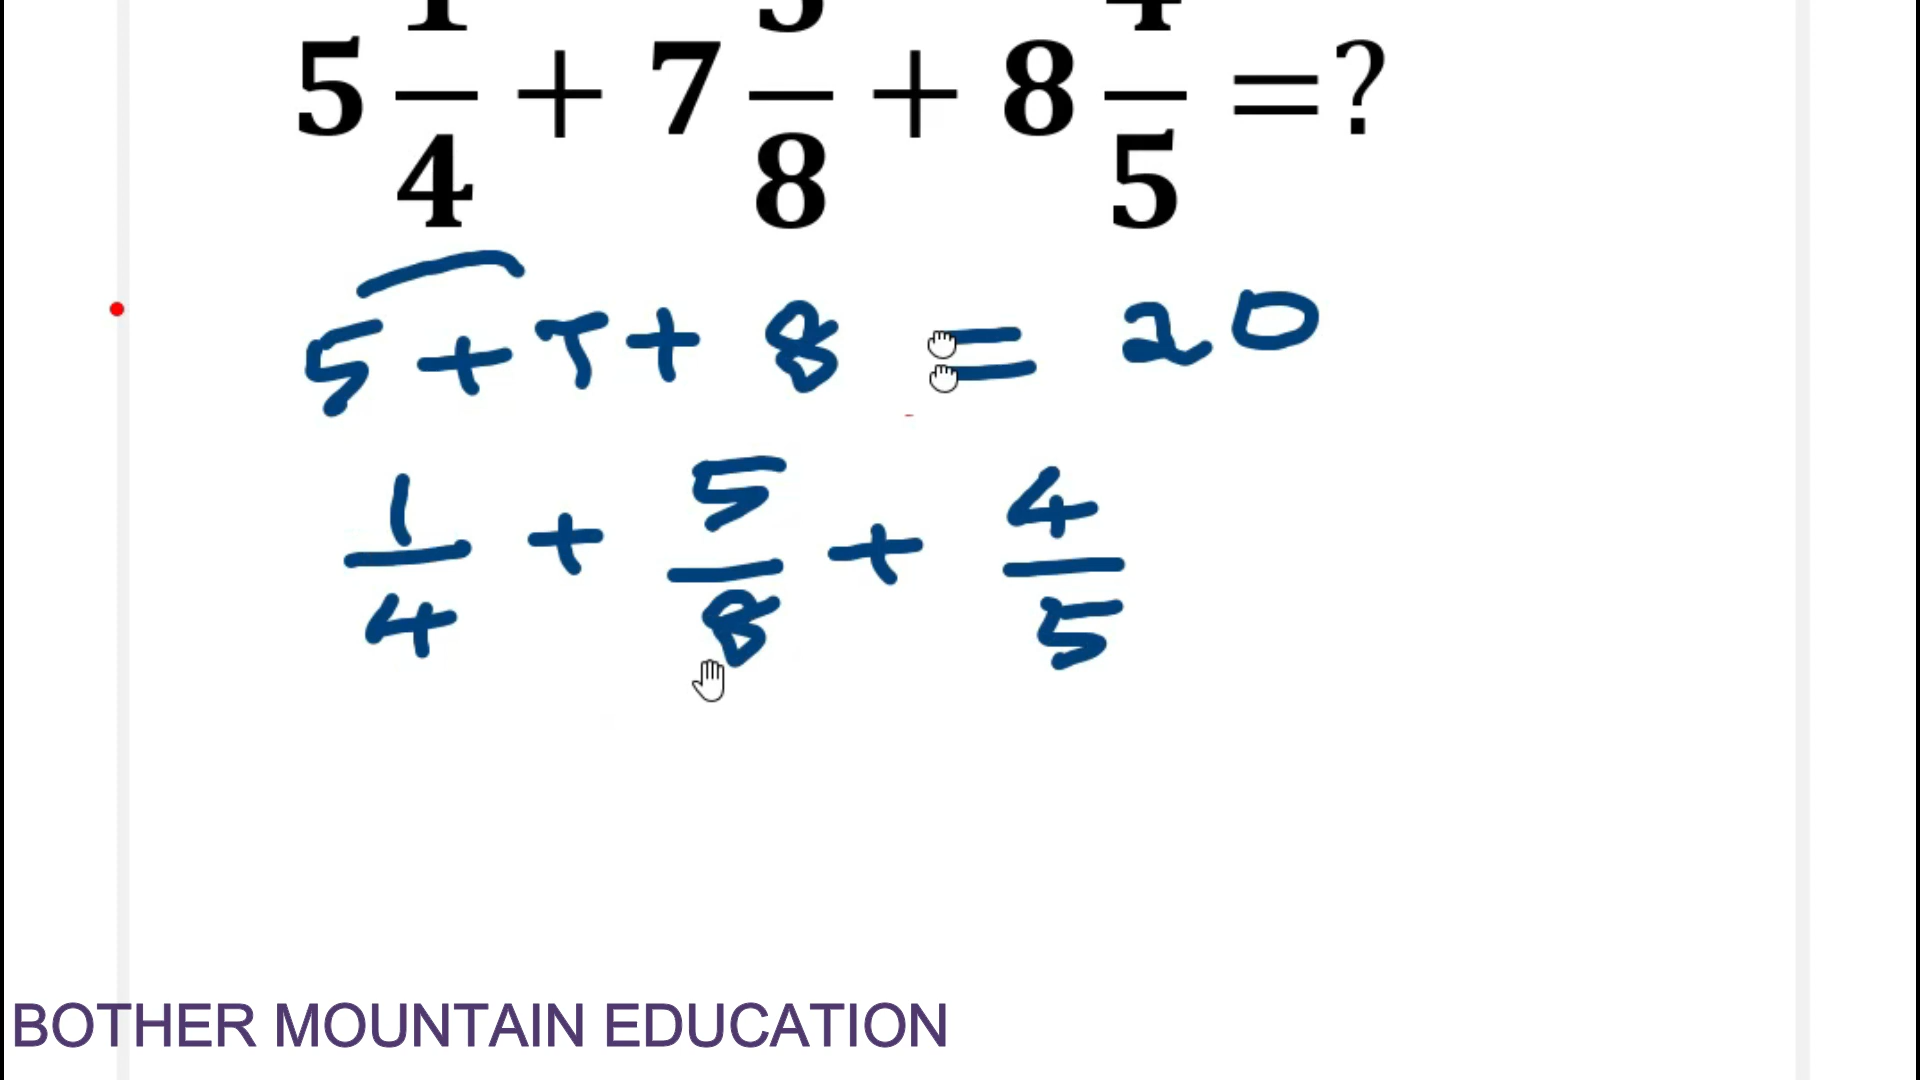 5 1/4 + 7 5/8 + 8 4/5 =?
5 + 7 + 8 = 20
1/4 + 5/8 + 4/5
BOTHER MOUNTAIN EDUCATION